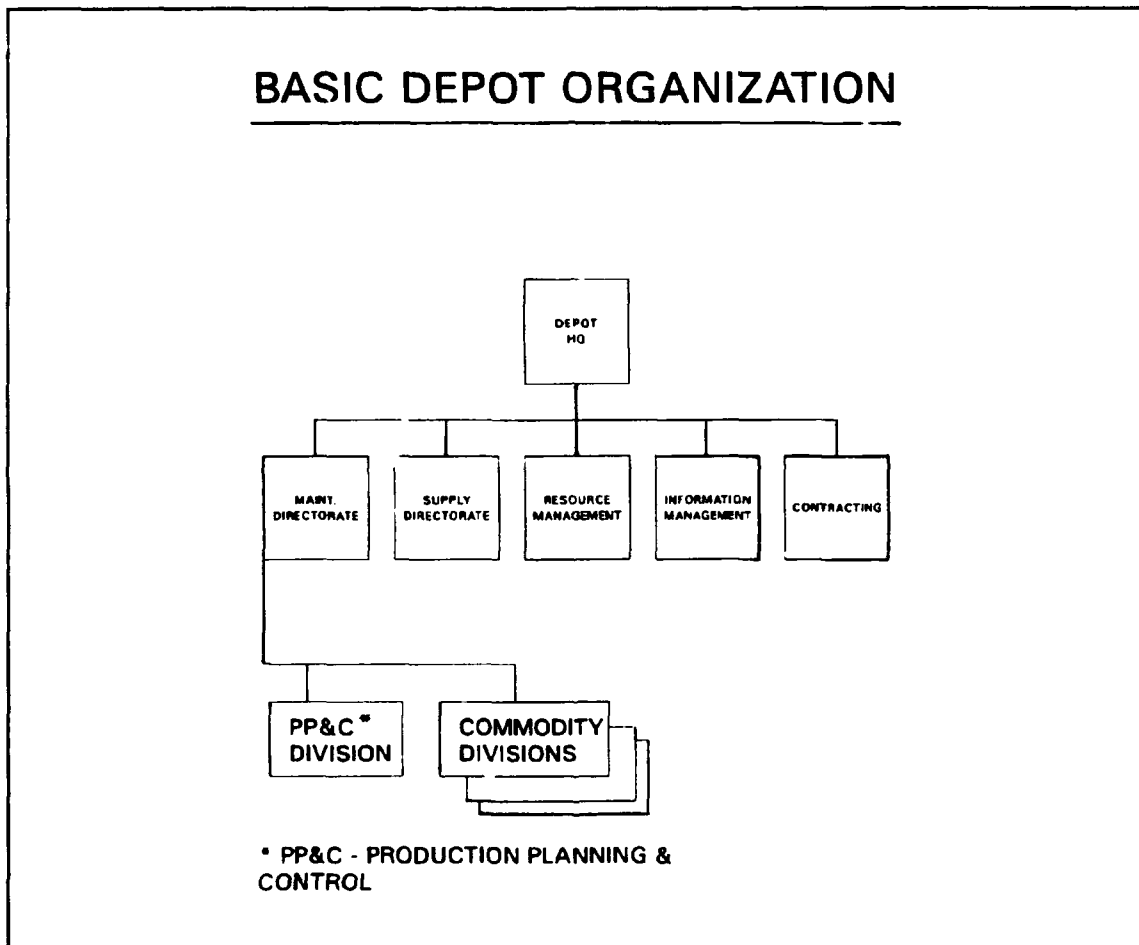 BASIC DEPOT ORGANIZATION
DEPOT
HQ
MAINT.
DIRECTORATE
SUPPLY
DIRECTORATE
RESOURCE
MANAGEMENT
INFORMATION
MANAGEMENT
CONTRACTING
PP&C*
DIVISION
COMMODITY
DIVISIONS
* PP&C - PRODUCTION PLANNING &
CONTROL